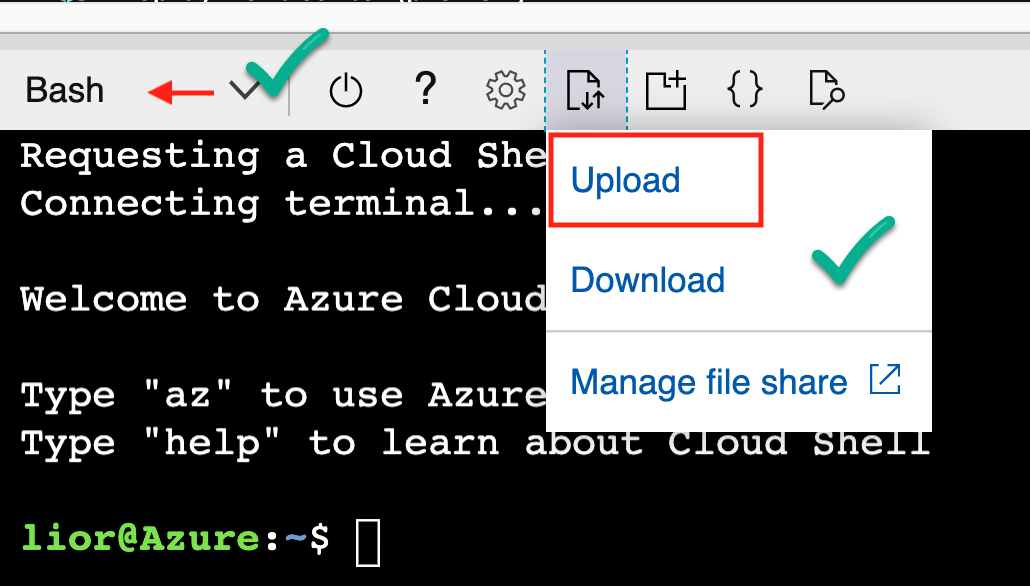 Bash
?
{}
Requesting a Cloud She
Connecting terminal...
Welcome to Azure Cloud
Type "az" to use Azure
Type "help" to learn about Cloud Shell
lior@Azure:~$
Upload
Download
Manage file share